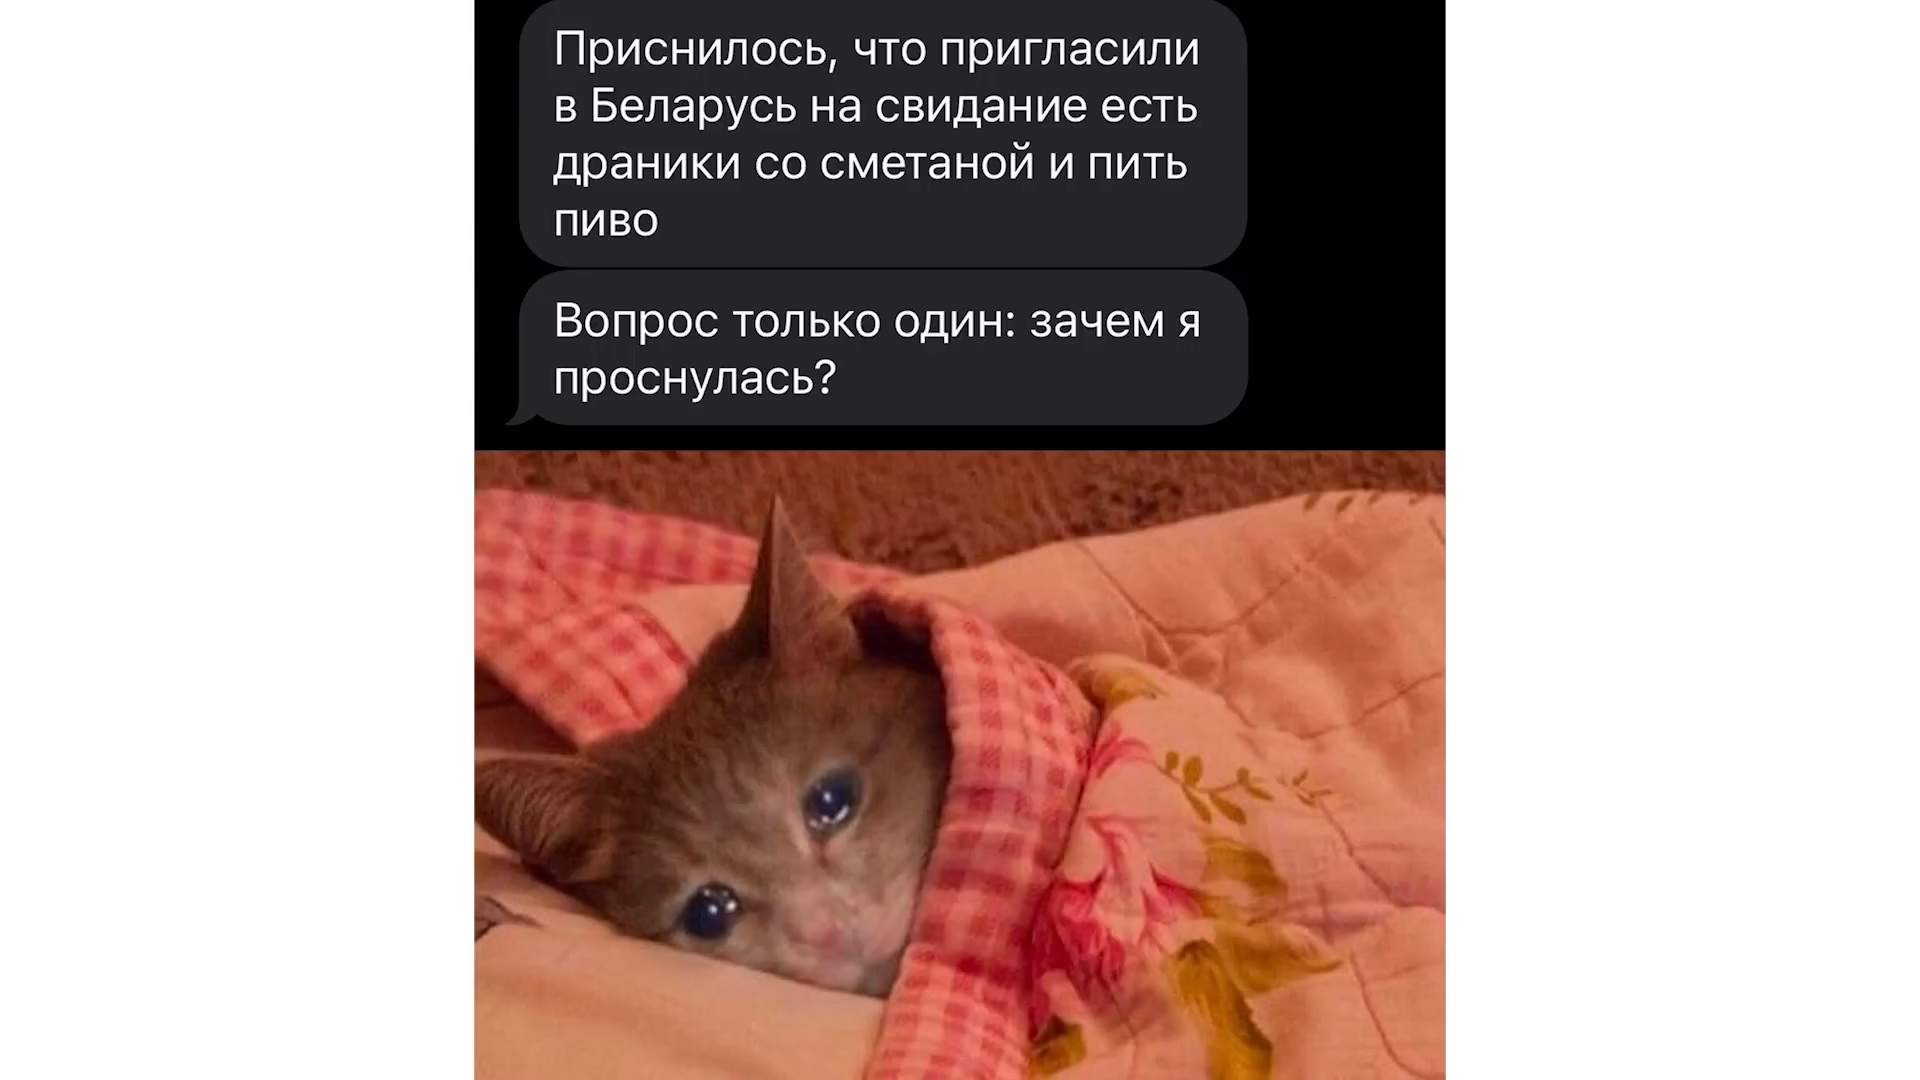 Приснилось, что пригласили
в Беларусь на свидание есть
драники со сметаной и пить
пиво
Вопрос только один: зачем я
проснулась?